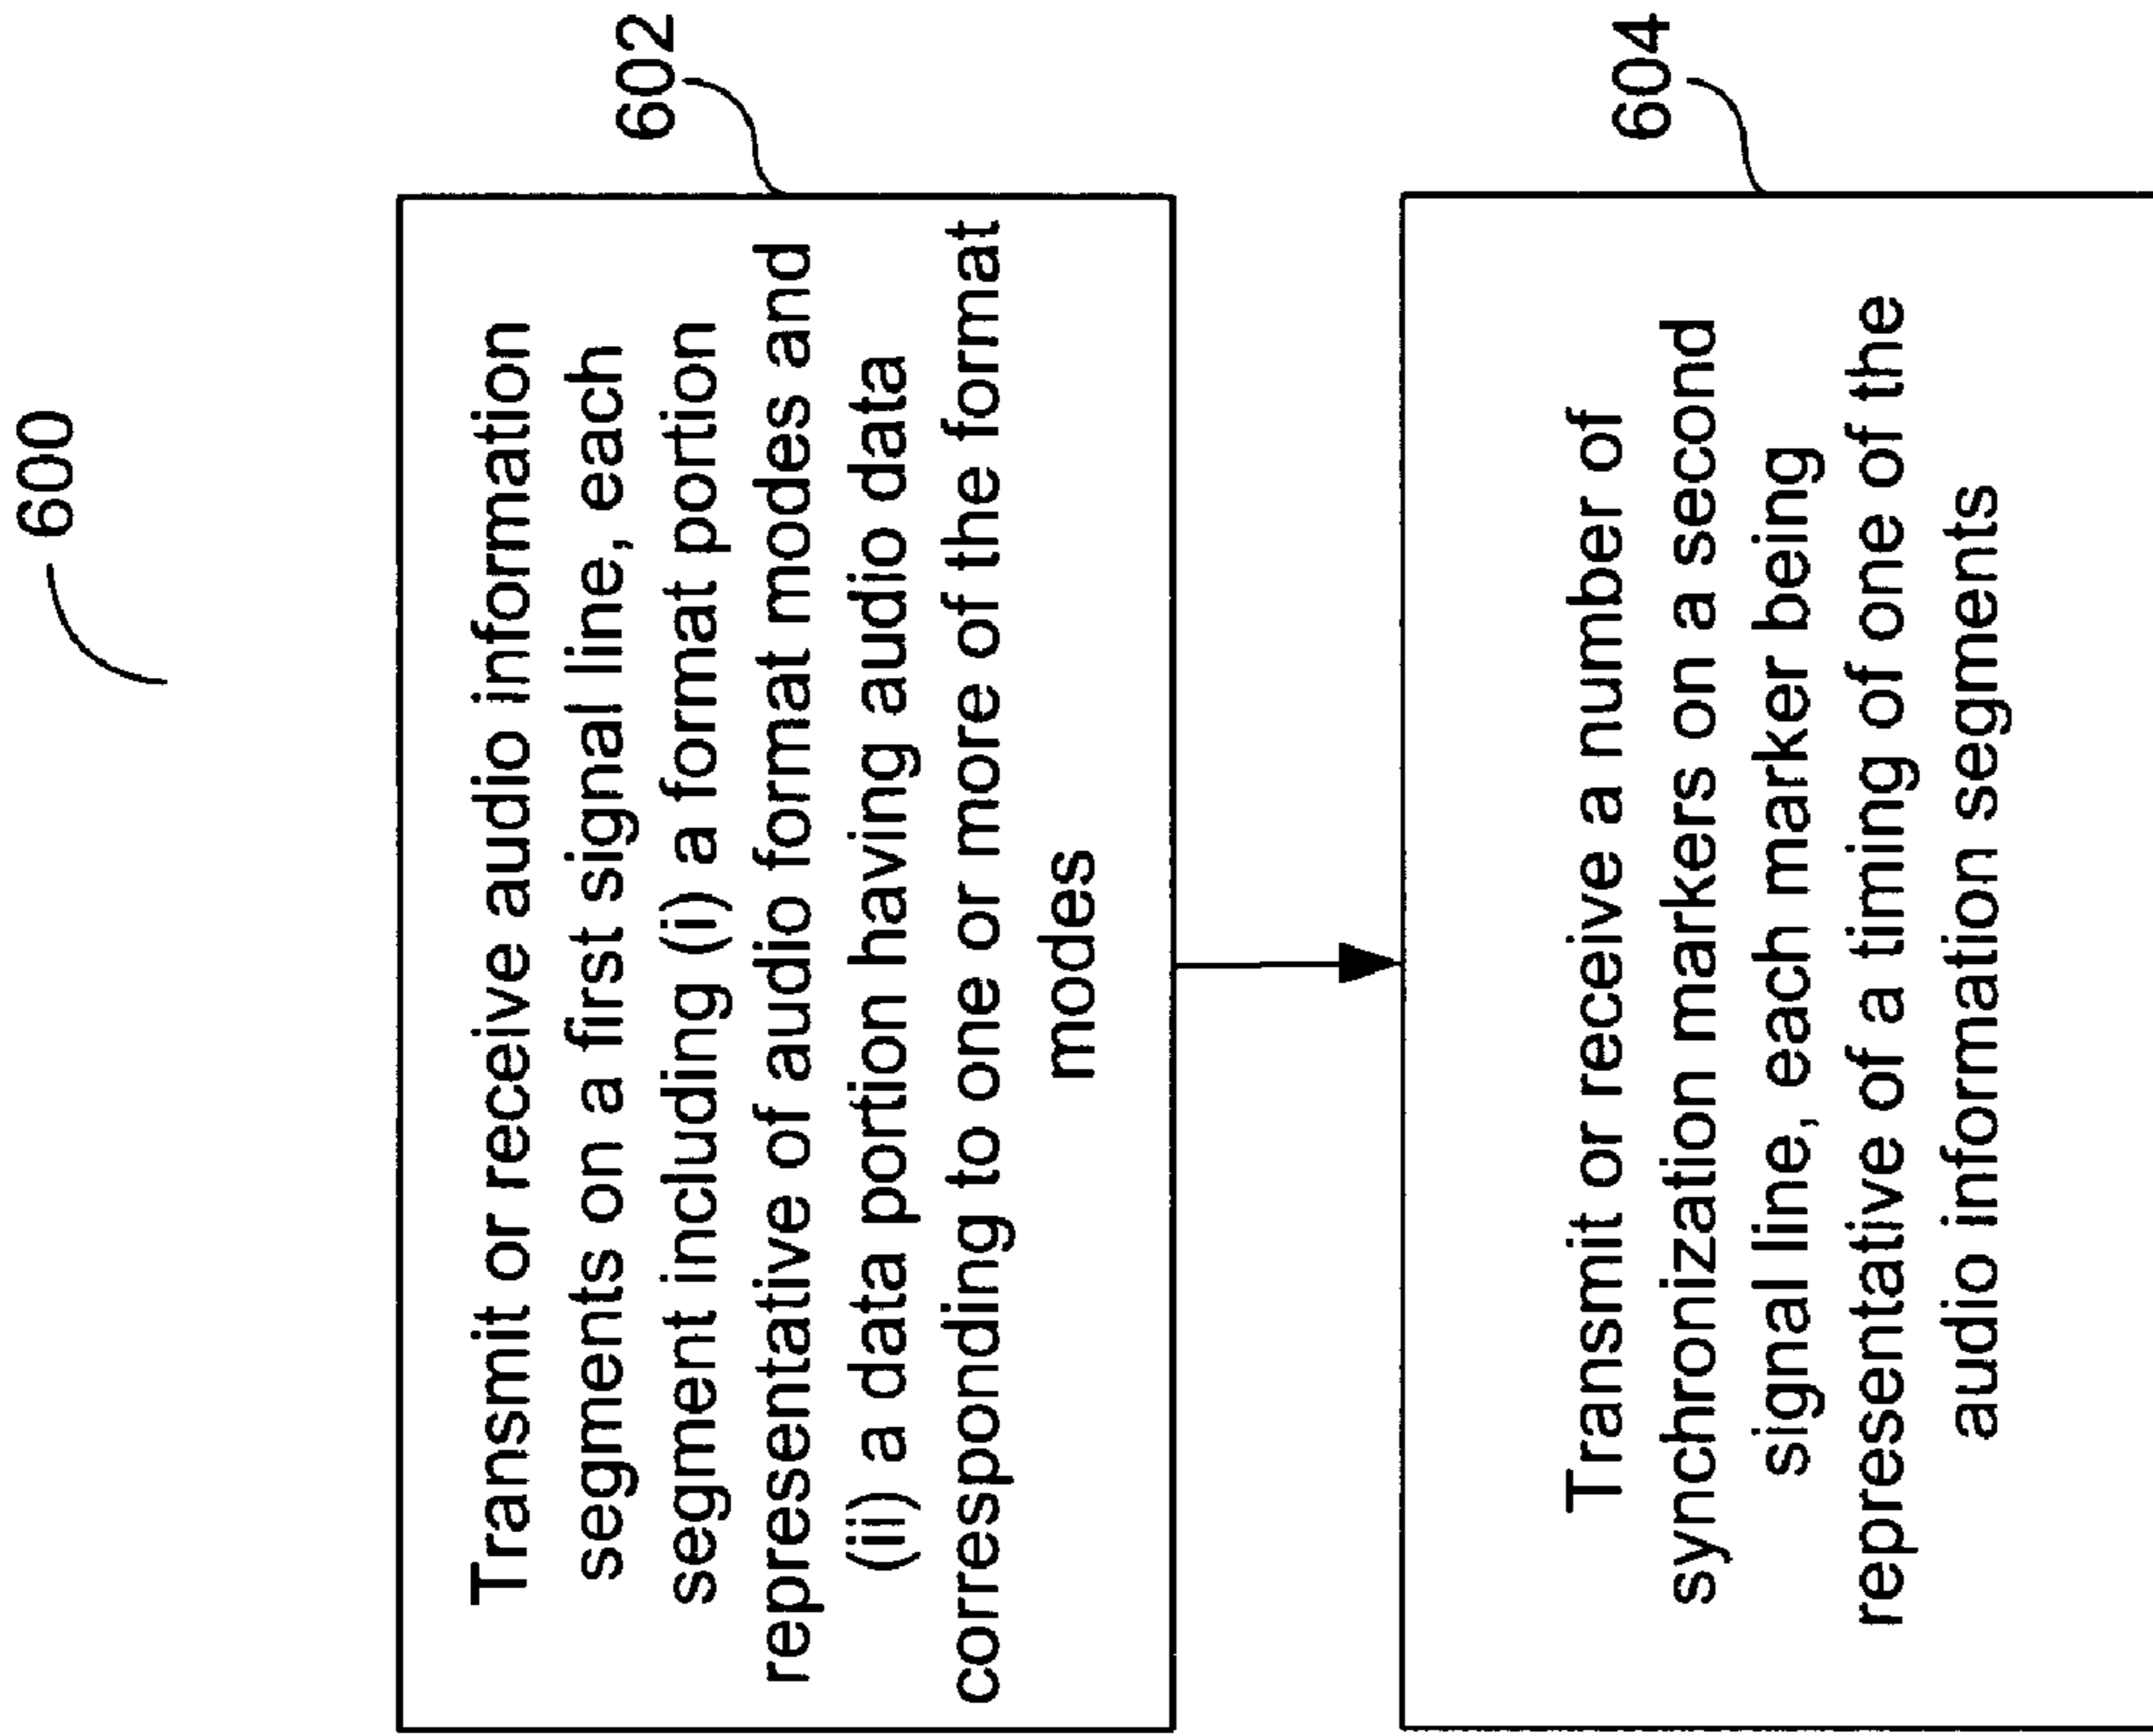 600
602
Transmit or receive audio information
segments on a first signal line, each
segment including (i) a format portion
representative of audio format modes and
(ii) a data portion having audio data
corresponding to one or more of the format
modes
604
Transmit or receive a number of
synchronization markers on a second
signal line, each marker being
representative of a timing of one of the
audio information segments